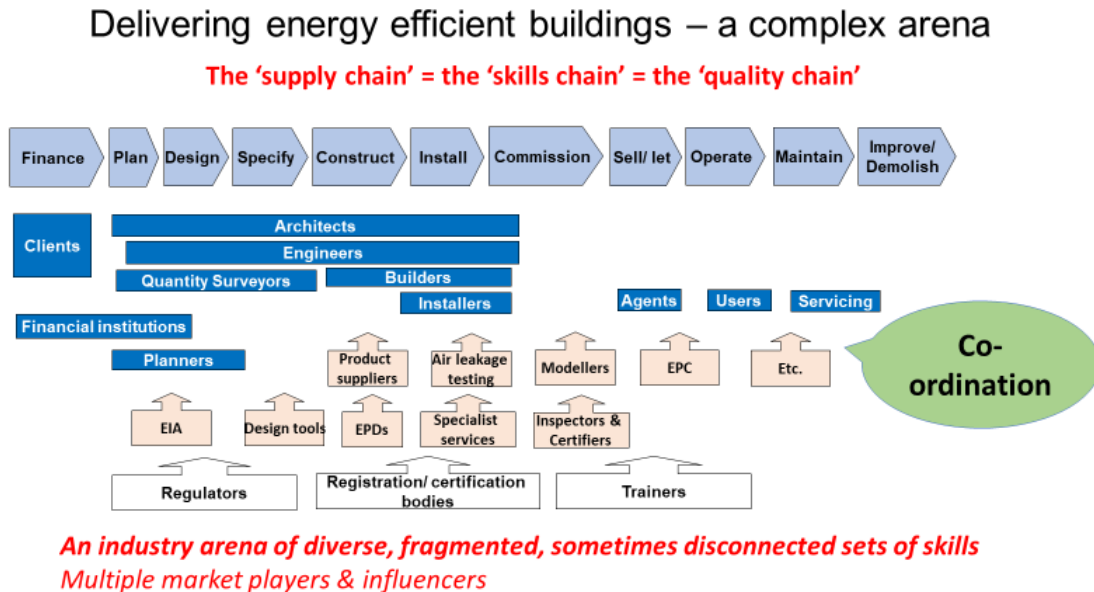 Delivering energy efficient buildings – a complex arena
The ‘supply chain’ = the ‘skills chain’ = the ‘quality chain’
Finance
Plan
Design
Specify
Construct
Install
Commission
Sell/ let
Operate
Maintain
Improve/
Demolish
Clients
Architects
Engineers
Quantity Surveyors
Builders
Installers
Agents
Users
Servicing
Financial institutions
Planners
Product
suppliers
Air leakage
testing
Modellers
EPC
Etc.
Co-
ordination
EIA
Design tools
EPDs
Specialist
services
Inspectors &
Certifiers
Regulators
Registration/ certification
bodies
Trainers
An industry arena of diverse, fragmented, sometimes disconnected sets of skills
Multiple market players & influencers